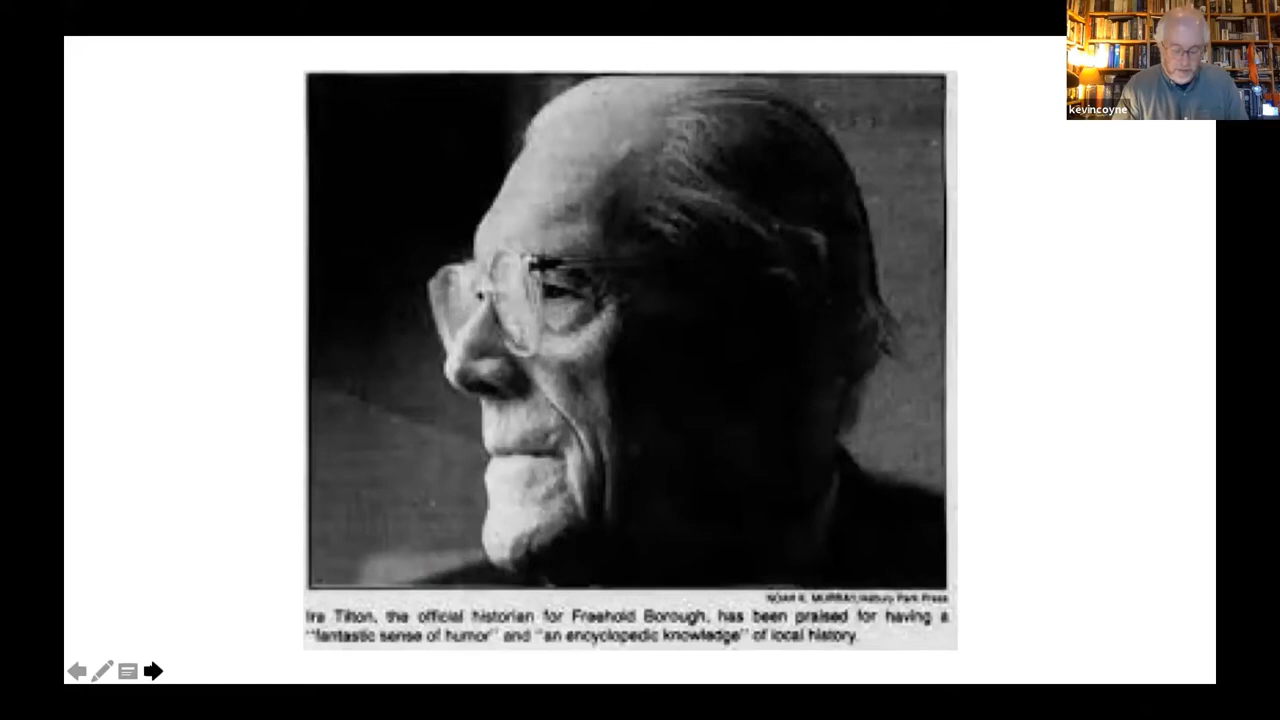 kevincoyne
NOAH K. MURRAY/Asbury Park Press
Ira Tilton, the official historian for Freehold Borough, has been praised for having a
"fantastic sense of humor" and "an encyclopedic knowledge" of local history.